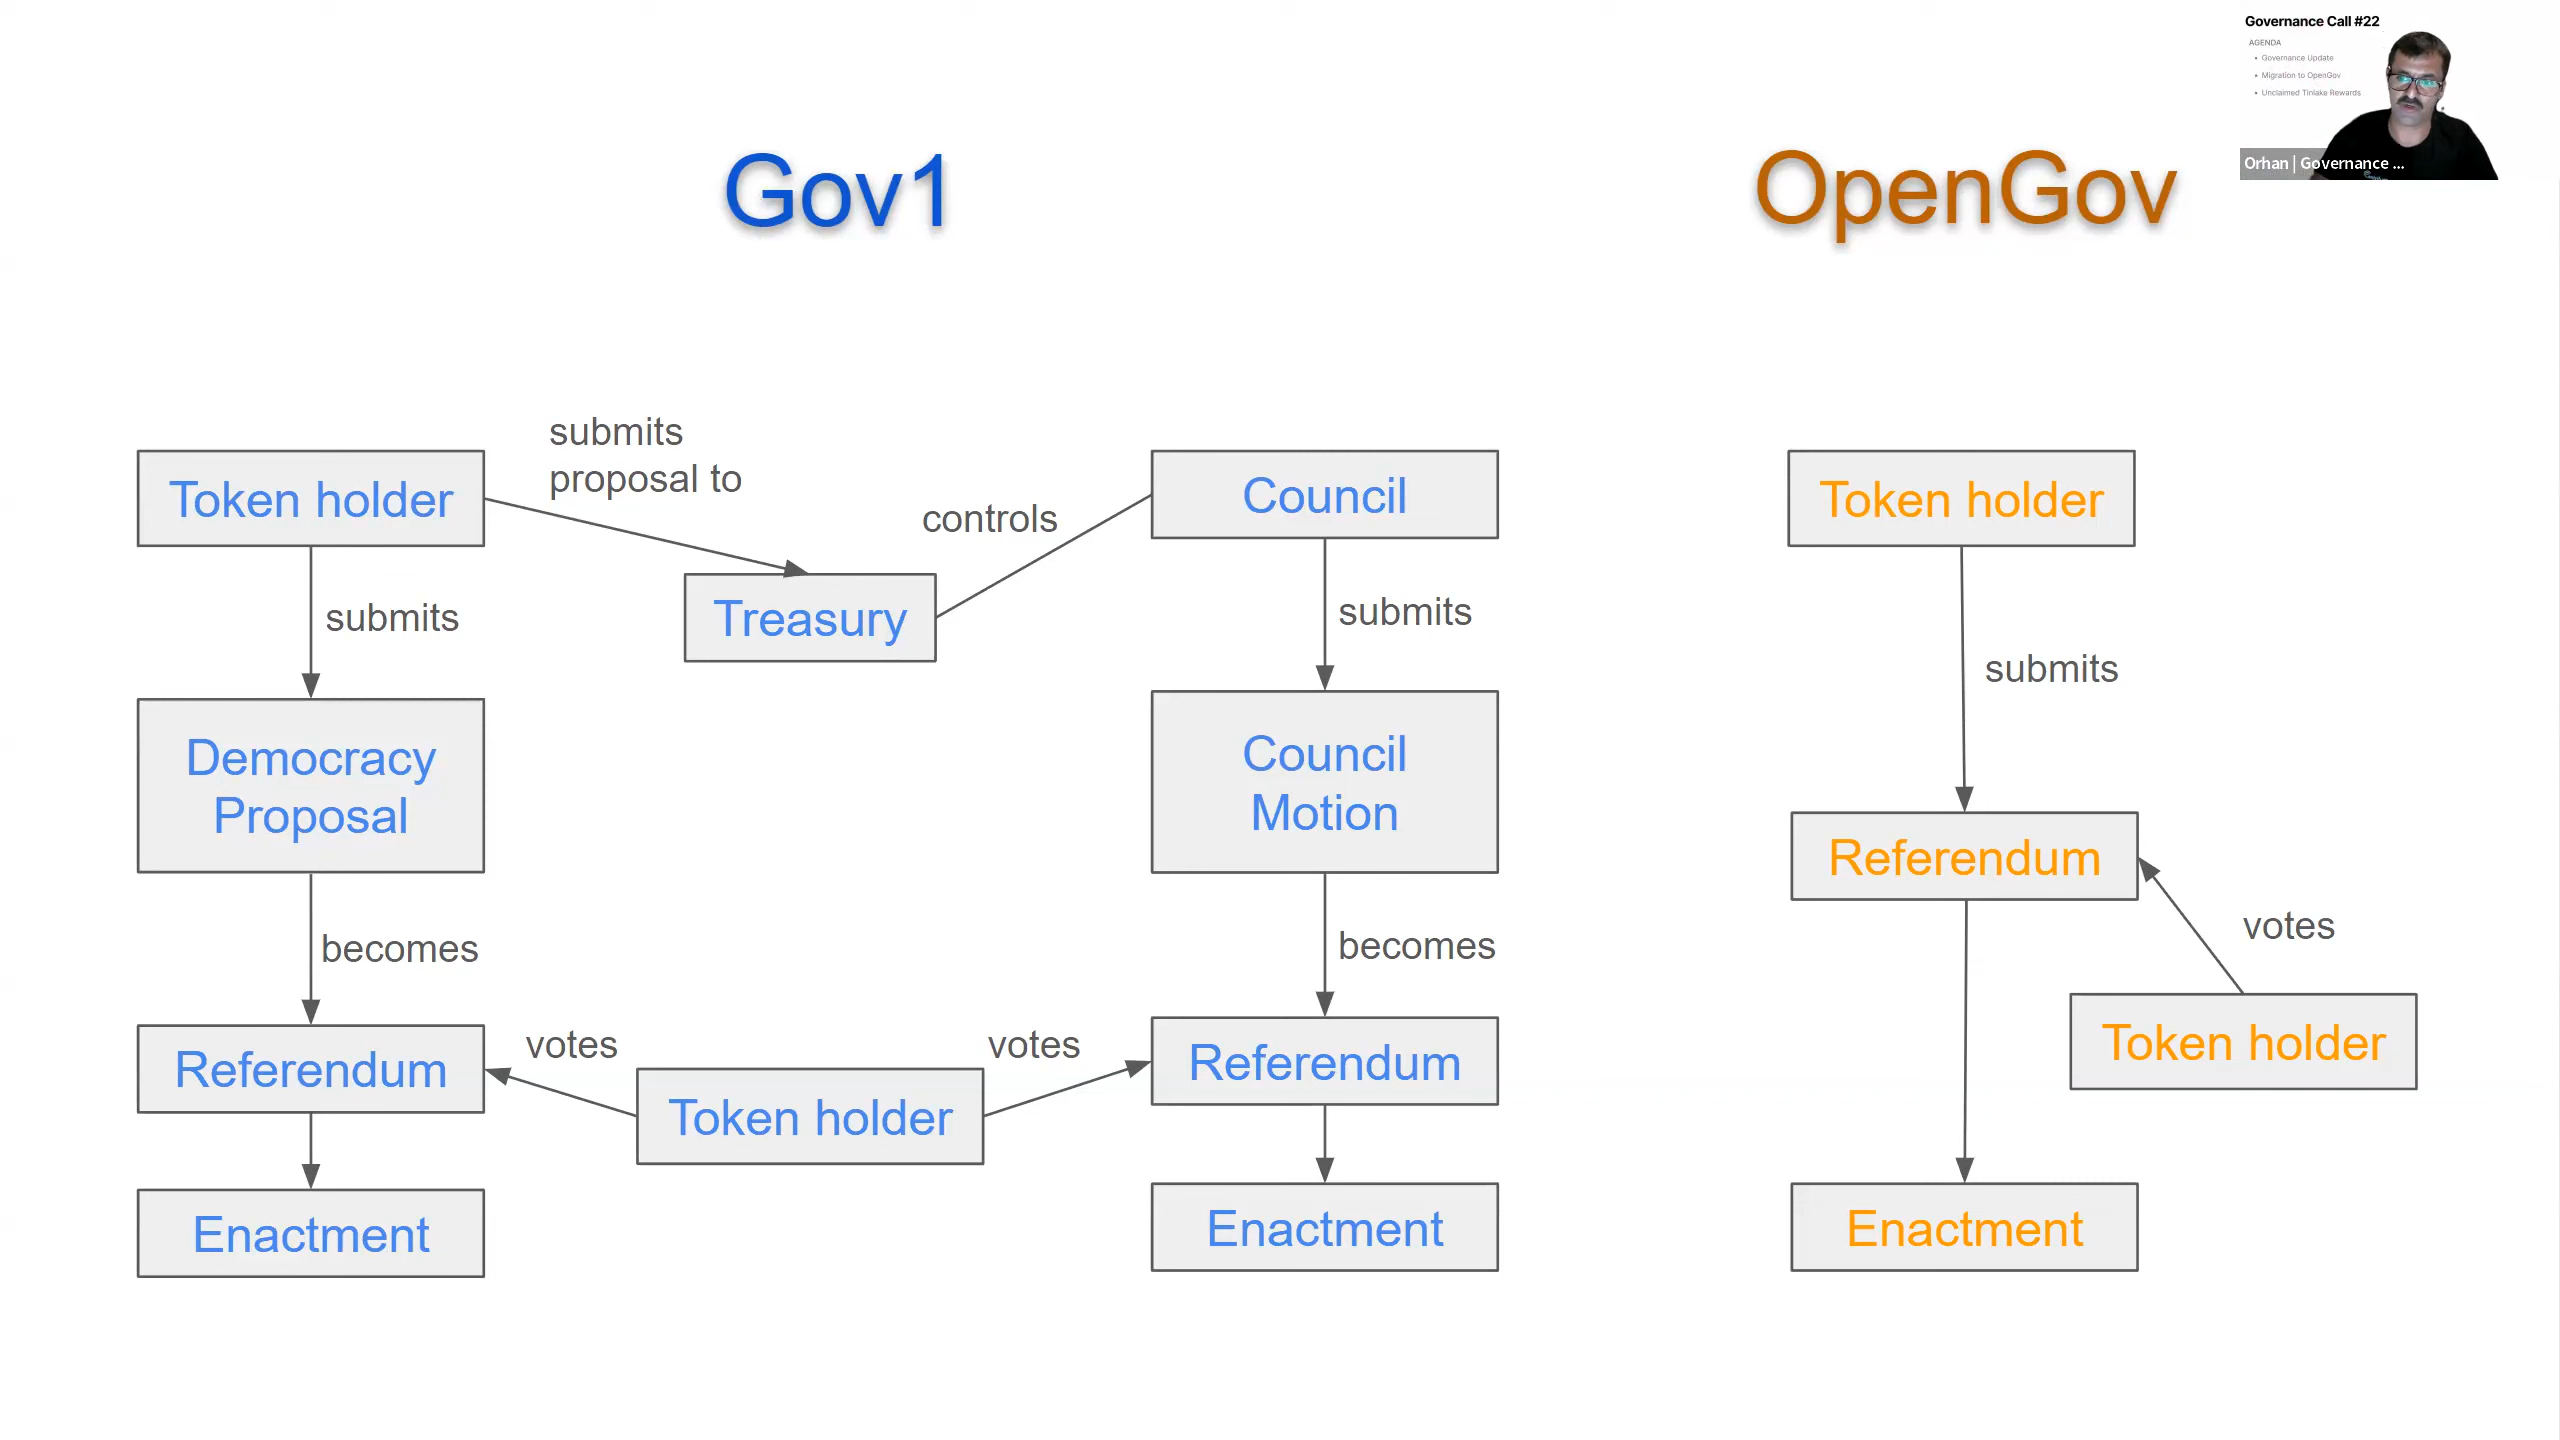 Governance Call #22
AGENDA
• Governance Update
• Migration to OpenGov
• Unclaimed Tinlake Rewards
Orhan | Governance ...
Gov1
OpenGov
submits
proposal to
Token holder
controls
Council
Treasury
submits
submits
Democracy
Proposal
Council
Motion
becomes
becomes
Referendum
votes
votes
Referendum
Token holder
Enactment
Enactment
Token holder
submits
Referendum
votes
Token holder
Enactment